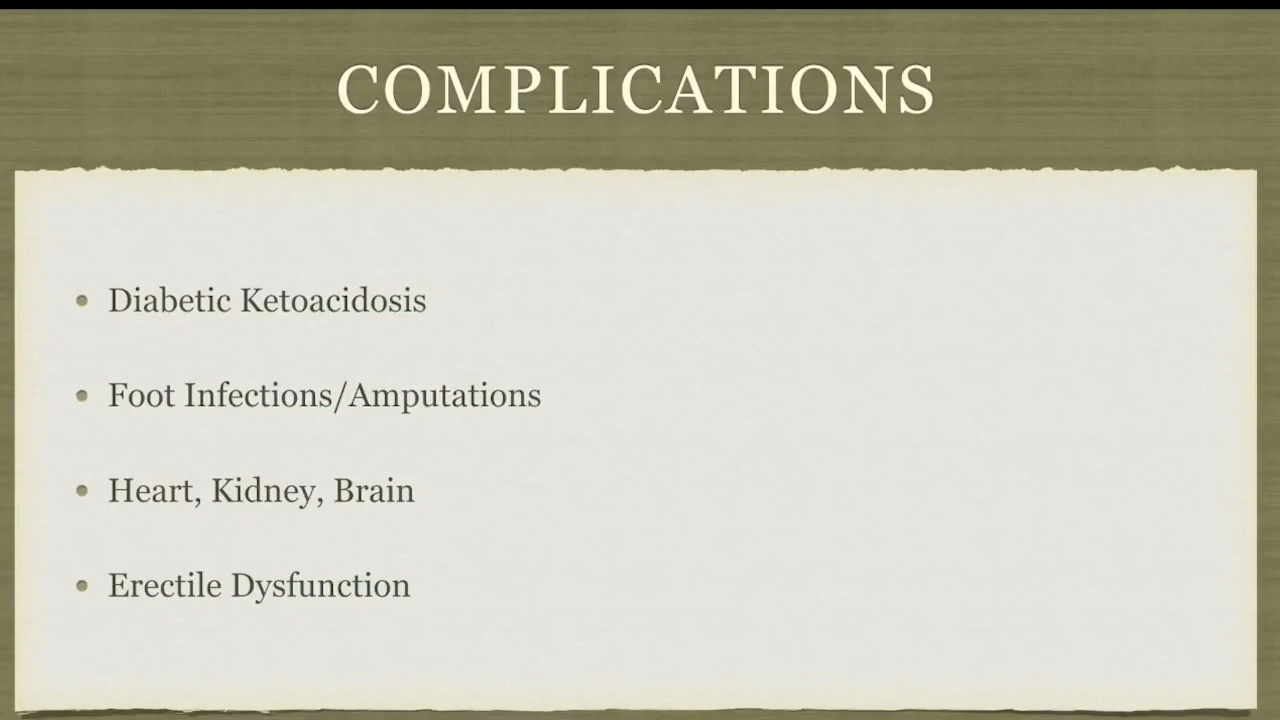 COMPLICATIONS
• Diabetic Ketoacidosis
• Foot Infections/Amputations
• Heart, Kidney, Brain
• Erectile Dysfunction